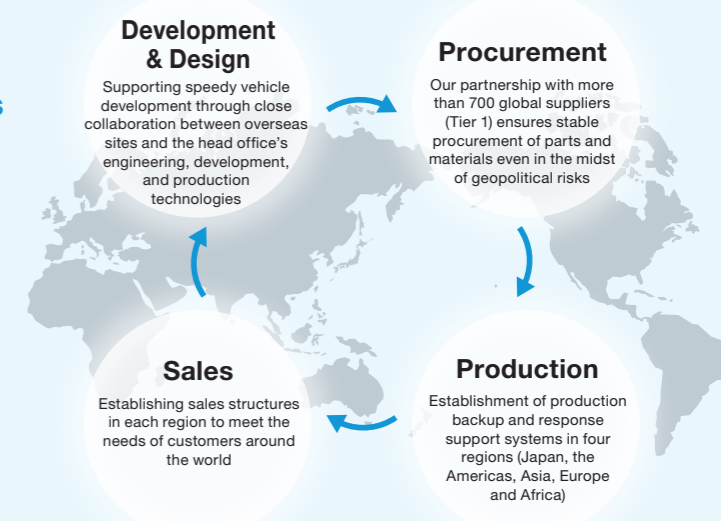 s
Development
& Design
Supporting speedy vehicle
development through close
collaboration between overseas
sites and the head office's
engineering, development,
and production
technologies
Procurement
Our partnership with more
than 700 global suppliers
(Tier 1) ensures stable
procurement of parts and
materials even in the midst
of geopolitical risks
Sales
Establishing sales structures
in each region to meet the
needs of customers around
the world
Production
Establishment of production
backup and response
support systems in four
regions (Japan, the
Americas, Asia, Europe
and Africa)